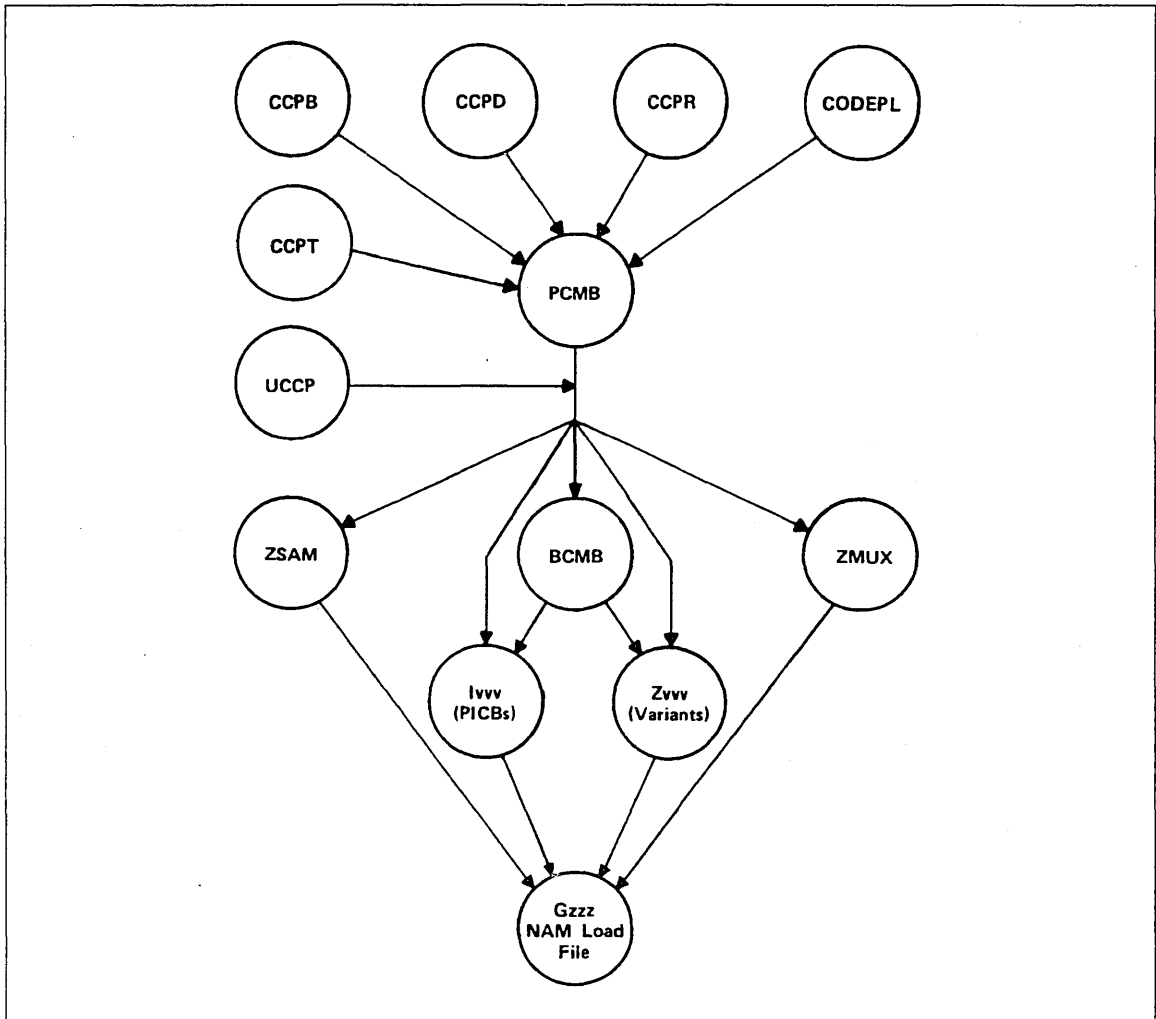 CCPB
CCPD
CCPR
CODEPL
CCPT
PCMB
UCCP
ZSAM
BCMB
ZMUX
Ivvv
(PICBs)
Zvvv
(Variants)
Gzzz
NAM Load
File